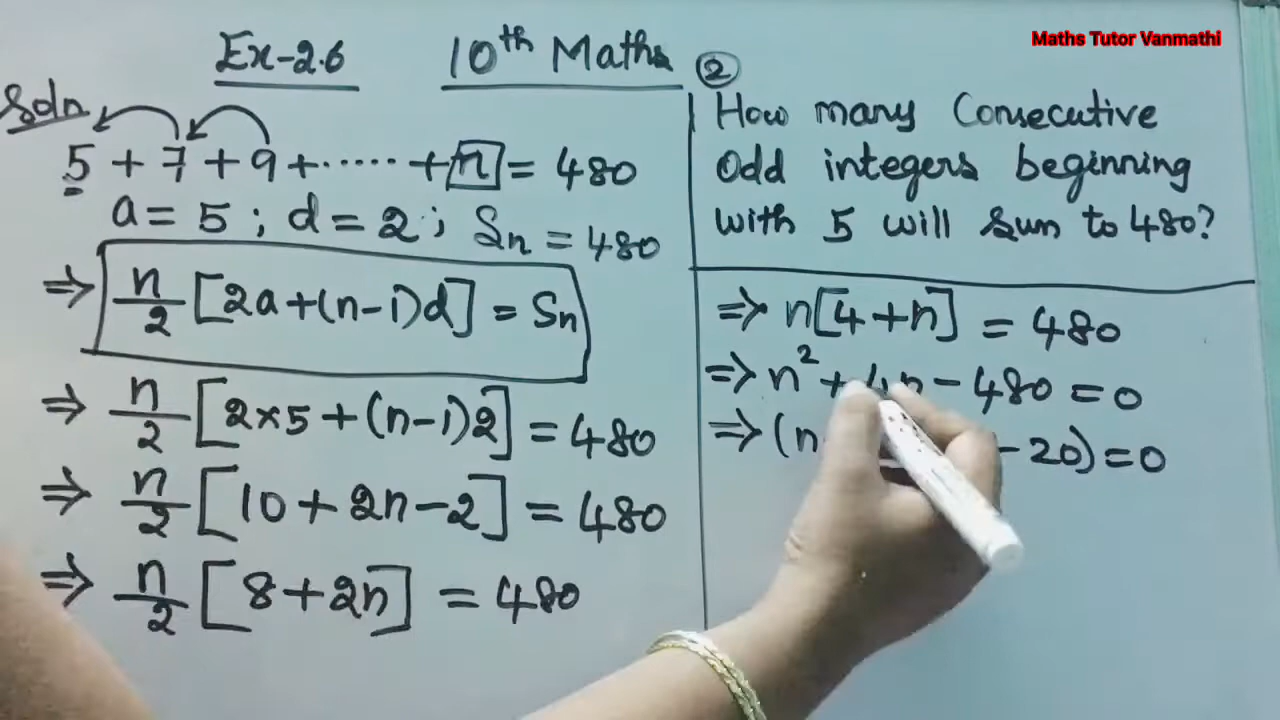 Maths Tutor Vanmathi
Ex-2.6 10th Maths
Soln
5 + 7 + 9 +······ + n = 480
a = 5 ; d = 2 ; Sn = 480
⇒ n/2 [2a+(n-1)d] = Sn
⇒ n/2 [2×5 + (n-1)2] = 480
⇒ n/2 [10 + 2n - 2] = 480
⇒ n/2 [8 + 2n] = 480
②
How many Consecutive
Odd integers beginning
with 5 will sum to 480?
⇒ n[4+n] = 480
⇒ n² + 4n - 480 = 0
⇒ (n - 20) = 0